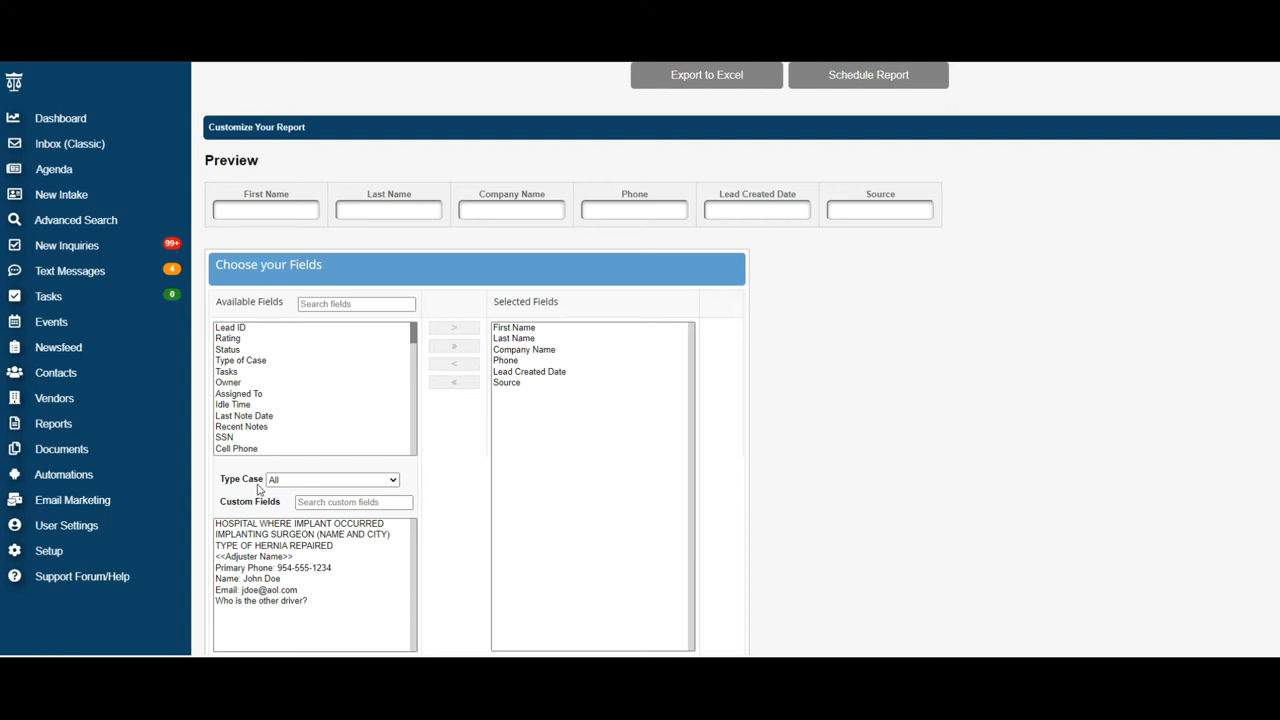 Export to Excel
Schedule Report
Dashboard
Inbox (Classic)
Agenda
New Intake
Advanced Search
New Inquiries 99+
Text Messages 4
Tasks 0
Events
Newsfeed
Contacts
Vendors
Reports
Documents
Automations
Email Marketing
User Settings
Setup
Support Forum/Help
Customize Your Report
Preview
First Name Last Name Company Name Phone Lead Created Date Source
Choose your Fields
Available Fields Search fields
Lead ID
Rating
Status
Type of Case
Tasks
Owner
Assigned To
Idle Time
Last Note Date
Recent Notes
SSN
Cell Phone
>
»
<
«
Selected Fields
First Name
Last Name
Company Name
Phone
Lead Created Date
Source
Type Case All
Custom Fields Search custom fields
HOSPITAL WHERE IMPLANT OCCURRED
IMPLANTING SURGEON (NAME AND CITY)
TYPE OF HERNIA REPAIRED
<<Adjuster Name>>
Primary Phone: 954-555-1234
Name: John Doe
Email: jdoe@aol.com
Who is the other driver?